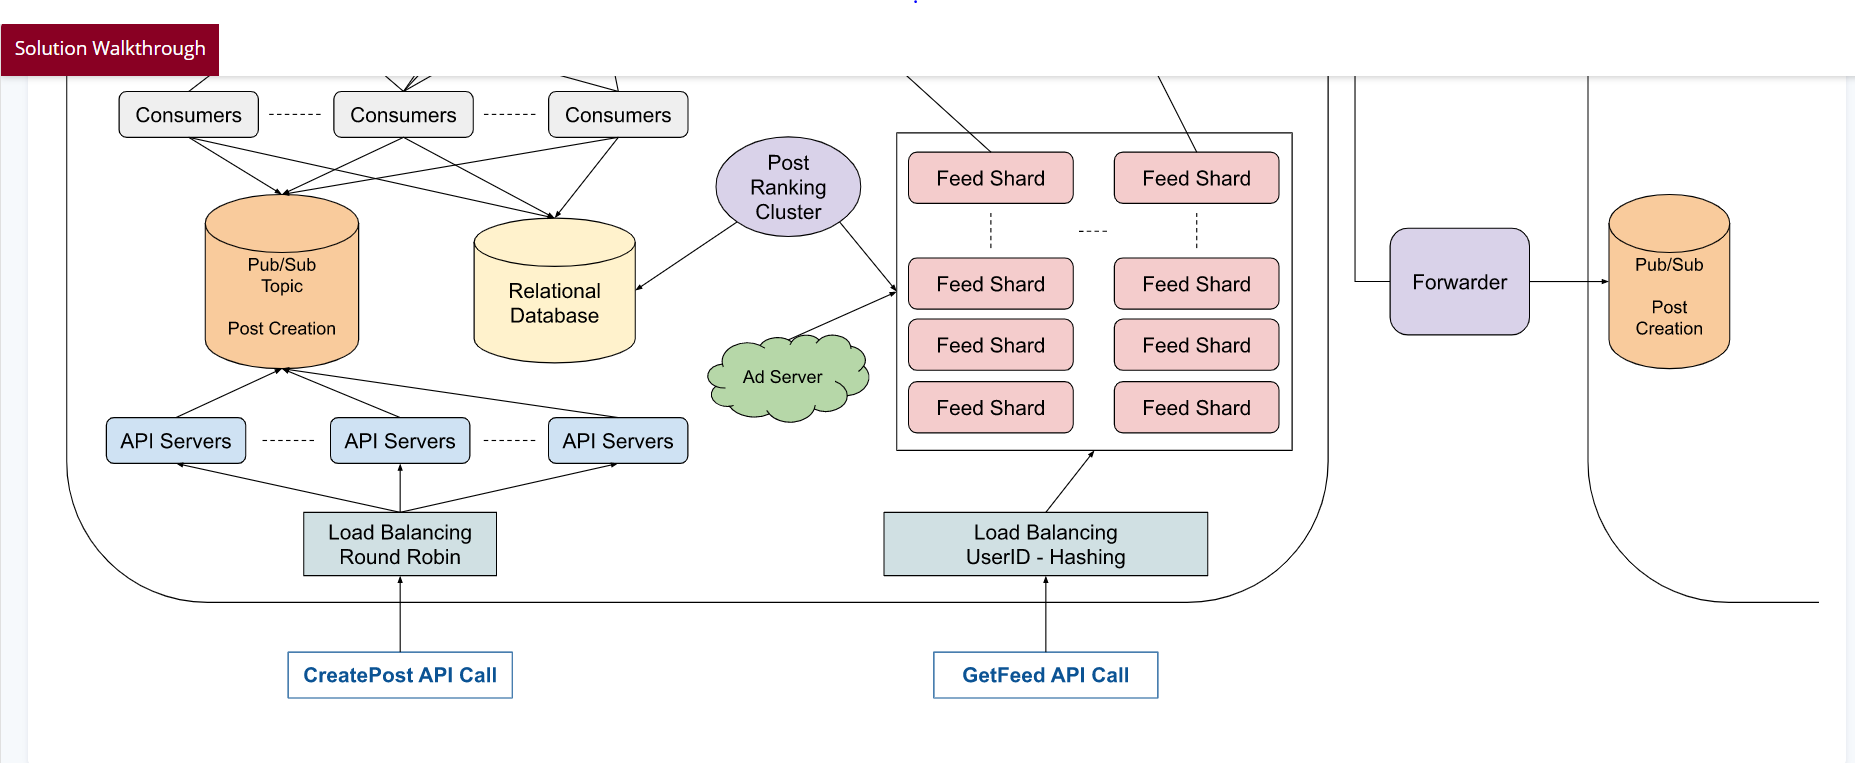 Solution Walkthrough
Consumers
Consumers
Consumers
Post
Ranking
Cluster
Feed Shard
Feed Shard
Pub/Sub
Topic
Post Creation
Relational
Database
Feed Shard
Feed Shard
Forwarder
Pub/Sub
Post
Creation
Feed Shard
Feed Shard
Ad Server
Feed Shard
Feed Shard
API Servers
API Servers
API Servers
Load Balancing
Round Robin
Load Balancing
UserID - Hashing
CreatePost API Call
GetFeed API Call